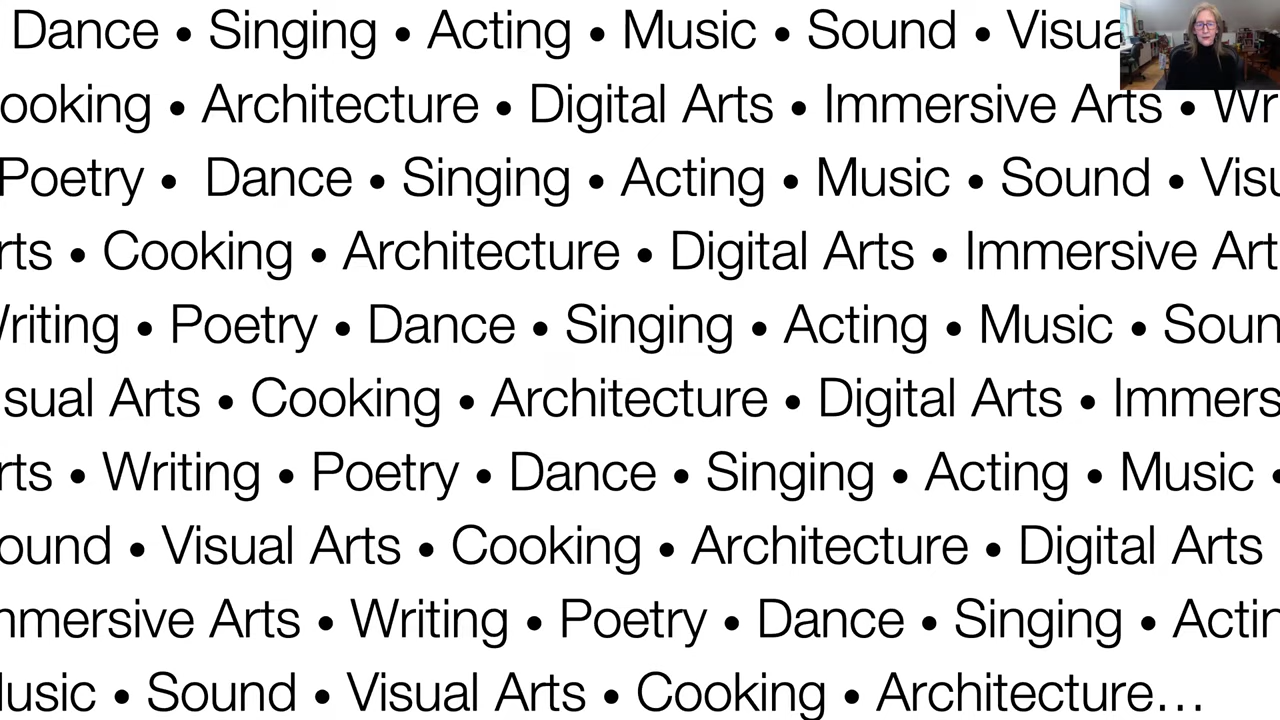 Dance • Singing • Acting • Music • Sound • Visua
ooking • Architecture • Digital Arts • Immersive Arts • Wr
Poetry • Dance • Singing • Acting • Music • Sound • Visu
rts • Cooking • Architecture • Digital Arts • Immersive Art
riting • Poetry • Dance • Singing • Acting • Music • Soun
sual Arts • Cooking • Architecture • Digital Arts • Immers
rts • Writing • Poetry • Dance • Singing • Acting • Music •
ound • Visual Arts • Cooking • Architecture • Digital Arts
mmersive Arts • Writing • Poetry • Dance • Singing • Actin
usic • Sound • Visual Arts • Cooking • Architecture…